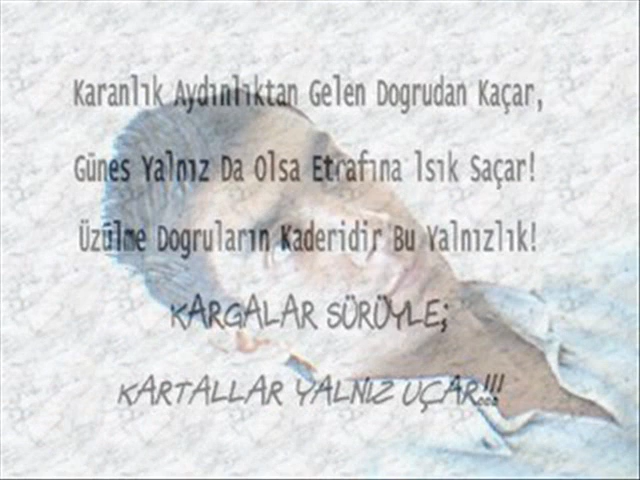 Karanlık Aydınlıktan Gelen Dogrudan Kaçar,
Günes Yalnız Da Olsa Etrafına Isık Saçar!
Üzülme Dogruların Kaderidir Bu Yalnızlık!
KARGALAR SÜRÜYLE;
KARTALLAR YALNIZ UÇAR!!!